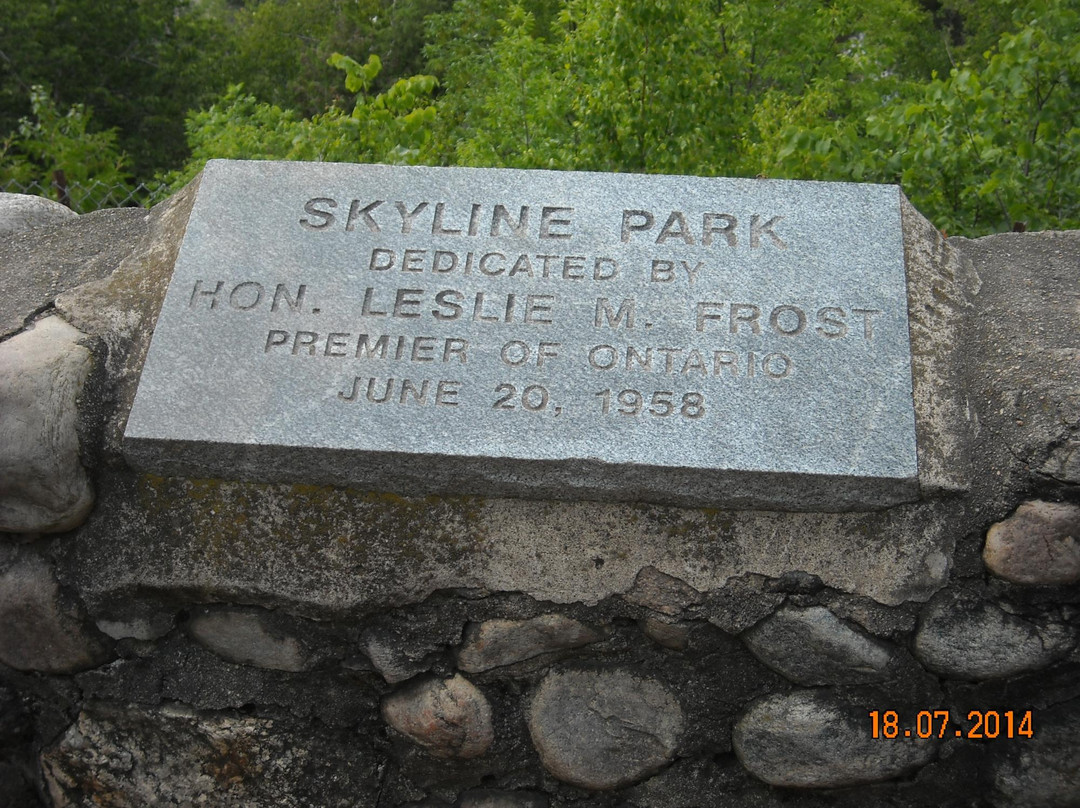 SKYLINE PARK
DEDICATED BY
HON. LESLIE M. FROST
PREMIER OF ONTARIO
JUNE 20, 1958
18.07.2014